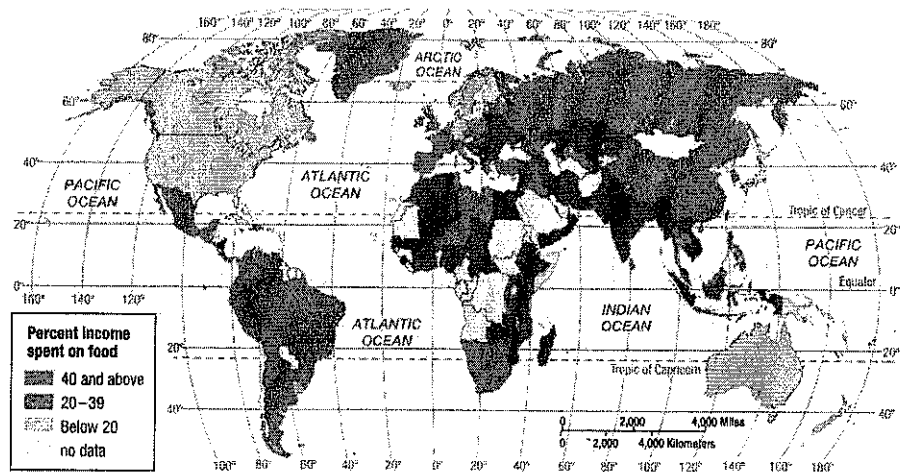 160° 140° 120° 100° 80° 60° 40° 20° 0° 20° 40° 60° 80° 100° 120° 140° 160°
80° 80°
ARCTIC
OCEAN
60° 60°
40° 40°
PACIFIC
OCEAN
ATLANTIC
OCEAN
Tropic of Cancer
20° 20°
PACIFIC
OCEAN
Equator
0° 0°
160° 140° 120° 160°
INDIAN
OCEAN
ATLANTIC
OCEAN
20° 20°
Tropic of Capricorn
40° 40°
Percent income
spent on food
40 and above
20–39
Below 20
no data
0 2,000 4,000 Miles
0 2,000 4,000 Kilometers
100° 80° 60° 40° 20° 0° 20° 40° 60° 80° 100° 120° 140° 160° 180°